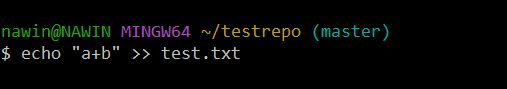 nawin@NAWIN MINGW64 ~/testrepo (master)
$ echo "a+b" >> test.txt